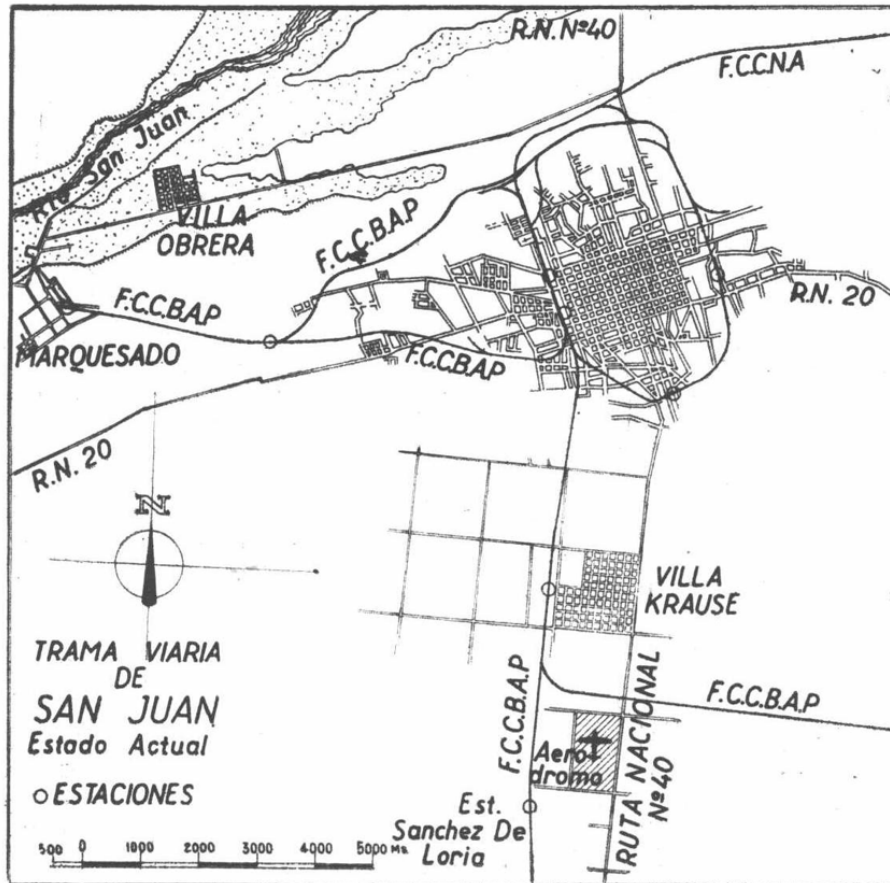 R.N. Nº40
F.C.C.N.A
Río San Juan
VILLA
OBRERA
F.C.C.B.A.P
F.C.C.B.A.P
R.N. 20
MARQUESADO
F.C.C.B.A.P
R.N. 20
N
VILLA
KRAUSE
TRAMA VIARIA
DE
SAN JUAN
Estado Actual
F.C.C.B.A.P
F.C.C.B.A.P
RUTA NACIONAL
Nº40
Aero
dromo
ESTACIONES
Est.
Sanchez De
Loria
500 0 1000 2000 3000 4000 5000 MS